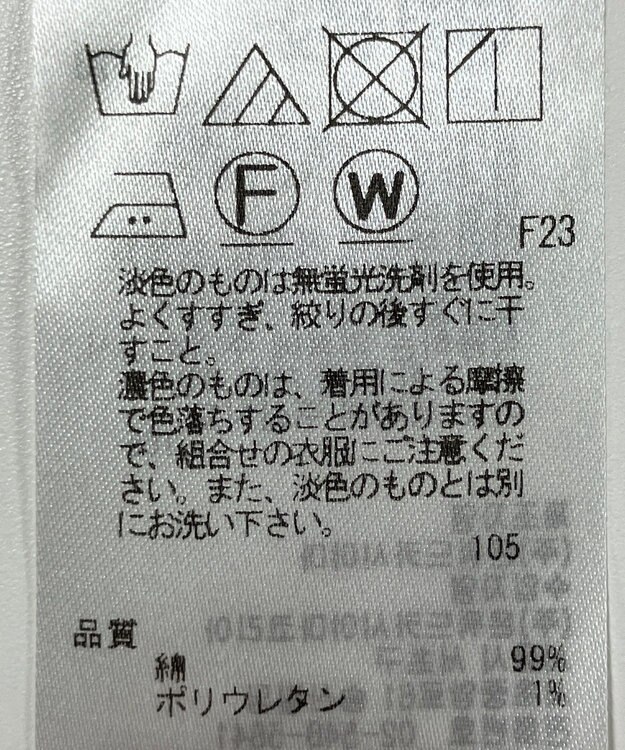 F W
F23
淡色のものは無蛍光洗剤を使用。
よくすすぎ、絞りの後すぐに干
すこと。
濃色のものは、着用による摩擦
で色落ちすることがありますの
で、組合せの衣服にご注意くだ
さい。また、淡色のものとは別
にお洗い下さい。
105
品質
綿 99%
ポリウレタン 1%